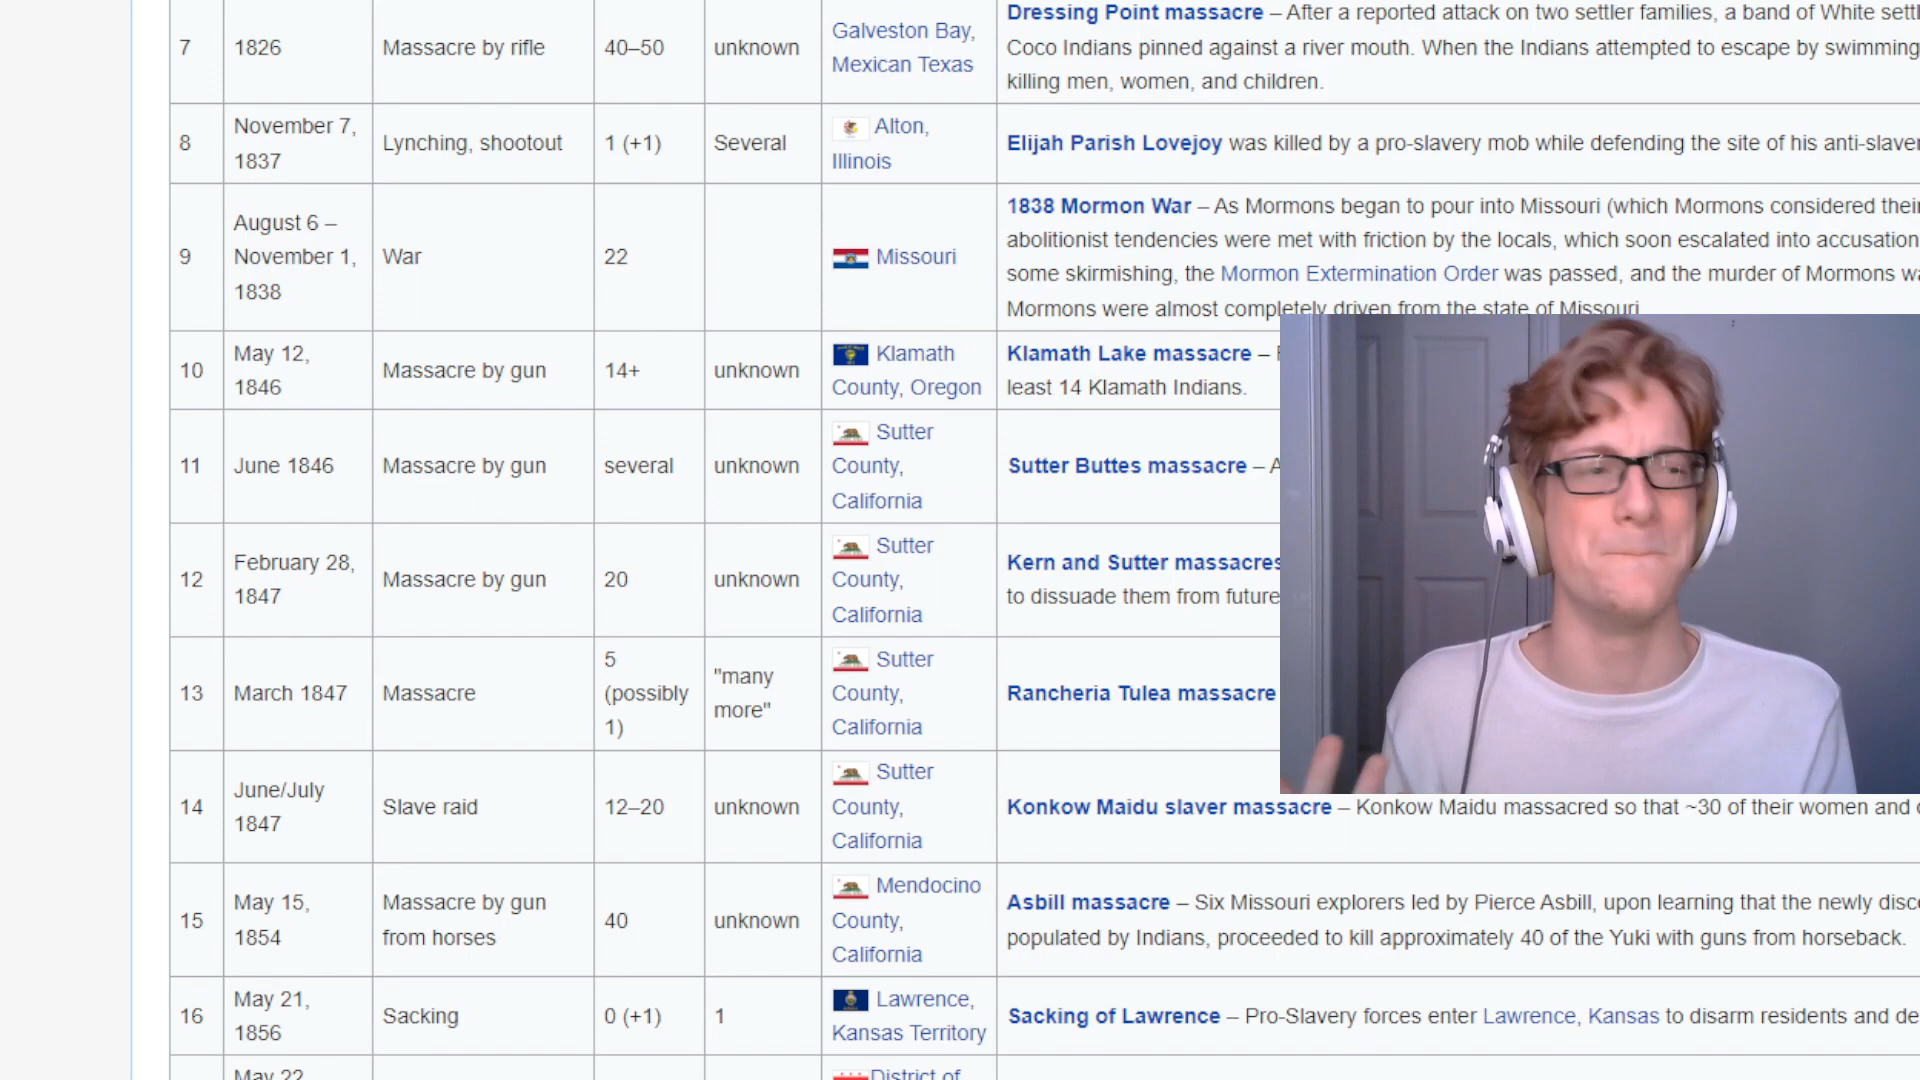 7
1826
Massacre by rifle
40–50
unknown
Galveston Bay,
Mexican Texas
Dressing Point massacre – After a reported attack on two settler families, a band of White
Coco Indians pinned against a river mouth. When the Indians attempted to escape by swimming
killing men, women, and children.
8
November 7,
1837
Lynching, shootout
1 (+1)
Several
Alton,
Illinois
Elijah Parish Lovejoy was killed by a pro-slavery mob while defending the site of his
9
August 6 –
November 1,
1838
War
22
Missouri
1838 Mormon War – As Mormons began to pour into Missouri (which Mormons considered
abolitionist tendencies were met with friction by the locals, which soon escalated into
some skirmishing, the Mormon Extermination Order was passed, and the murder of Mormons
Mormons were almost completely driven from the state of Missouri
10
May 12,
1846
Massacre by gun
14+
unknown
Klamath
County, Oregon
Klamath Lake massacre –
least 14 Klamath Indians.
11
June 1846
Massacre by gun
several
unknown
Sutter
County,
California
Sutter Buttes massacre –
12
February 28,
1847
Massacre by gun
20
unknown
Sutter
County,
California
Kern and Sutter massacres
to dissuade them from future
13
March 1847
Massacre
5
(possibly
1)
"many
more"
Sutter
County,
California
Rancheria Tulea massacre
14
June/July
1847
Slave raid
12–20
unknown
Sutter
County,
California
Konkow Maidu slaver massacre – Konkow Maidu massacred so that ~30 of their women and
15
May 15,
1854
Massacre by gun
from horses
40
unknown
Mendocino
County,
California
Asbill massacre – Six Missouri explorers led by Pierce Asbill, upon learning that the newly
populated by Indians, proceeded to kill approximately 40 of the Yuki with guns from horseback.
16
May 21,
1856
Sacking
0 (+1)
1
Lawrence,
Kansas Territory
Sacking of Lawrence – Pro-Slavery forces enter Lawrence, Kansas to disarm residents and
May 22
District of